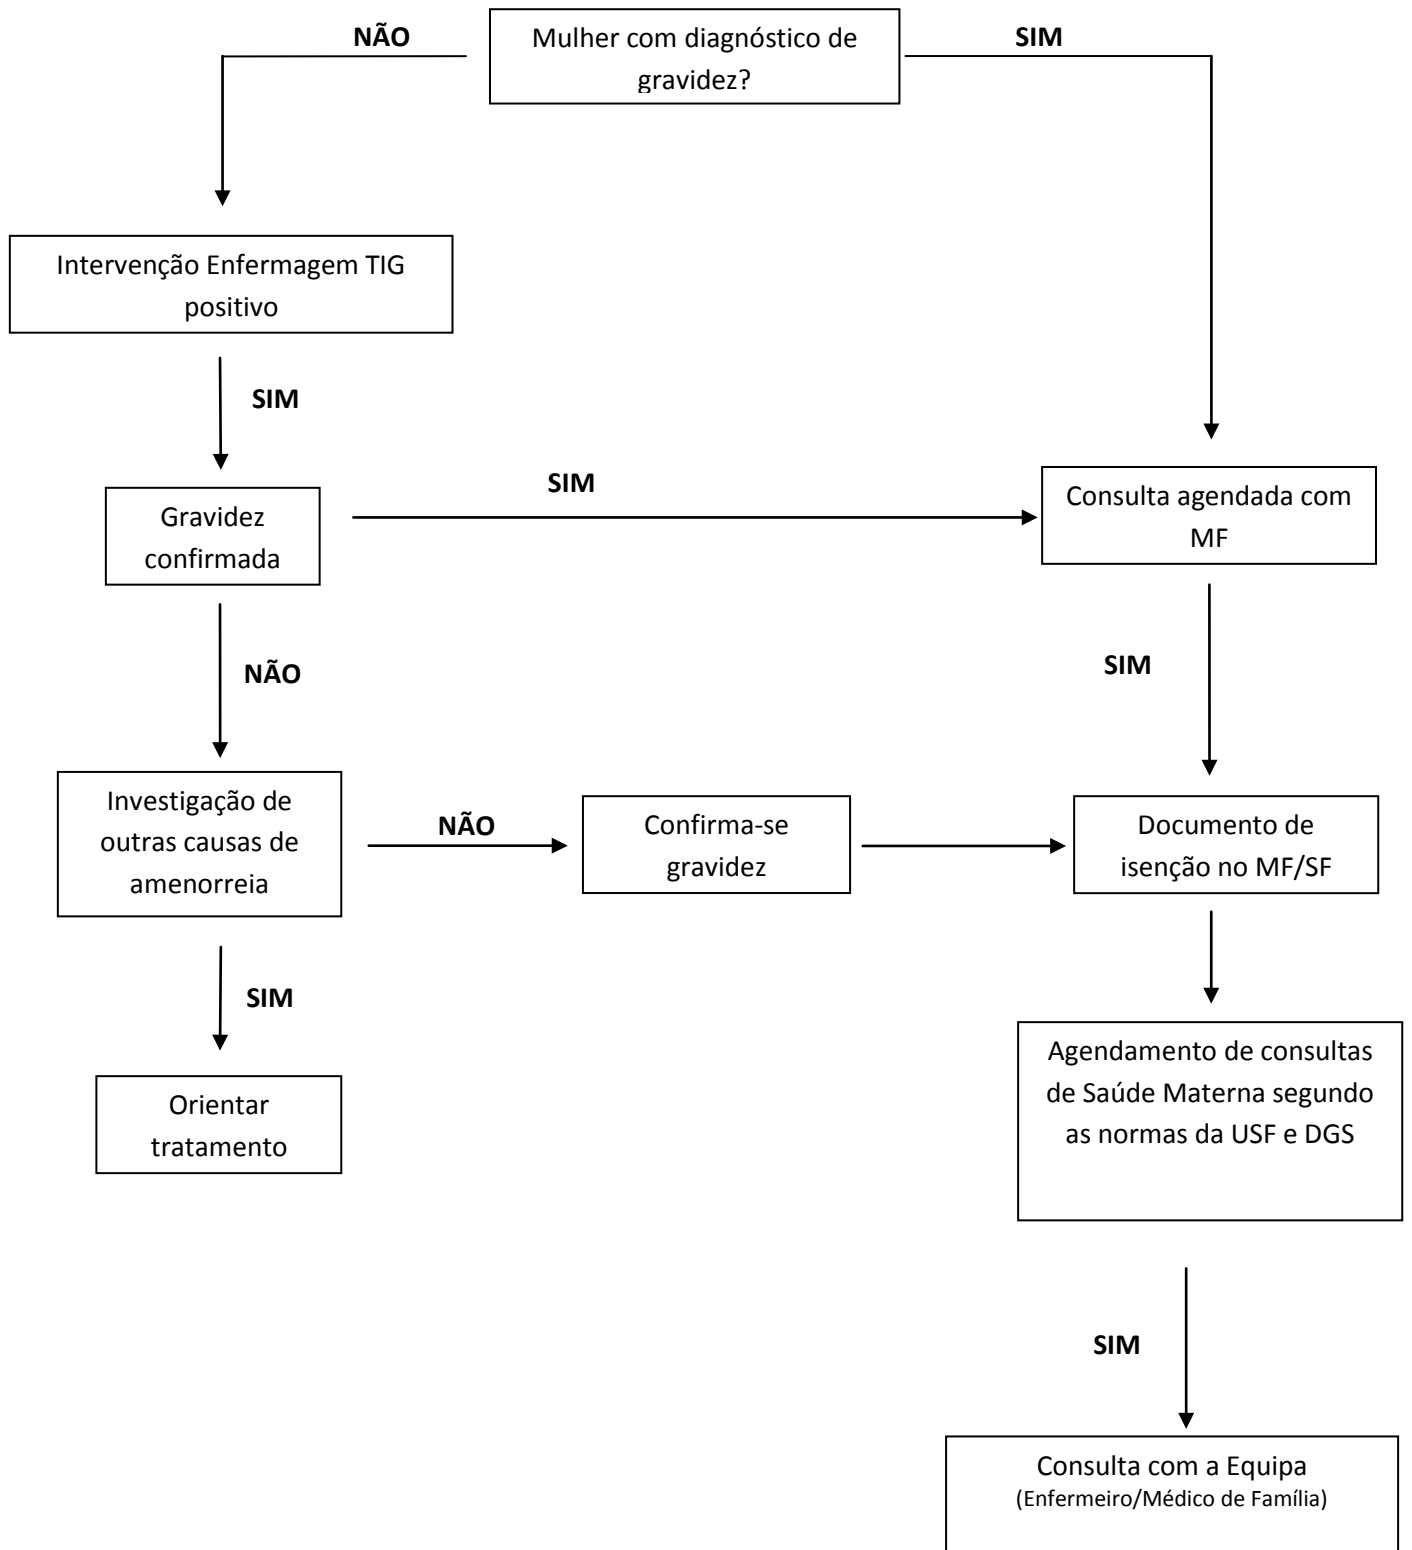 NÃO
Mulher com diagnóstico de
gravidez?
SIM
Intervenção Enfermagem TIG
positivo
SIM
Gravidez
confirmada
SIM
Consulta agendada com
MF
NÃO
SIM
Investigação de
outras causas de
amenorreia
NÃO
Confirma-se
gravidez
Documento de
isenção no MF/SF
SIM
Orientar
tratamento
Agendamento de consultas
de Saúde Materna segundo
as normas da USF e DGS
SIM
Consulta com a Equipa
(Enfermeiro/Médico de Família)